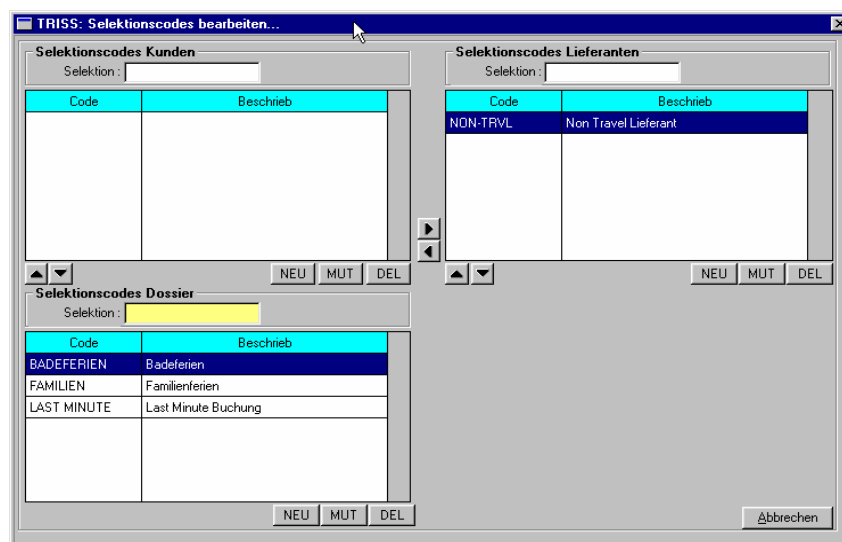 TRISS: Selektionscodes bearbeiten...
Selektionscodes Kunden
Selektion :
Code Beschrieb
NEU MUT DEL
Selektionscodes Lieferanten
Selektion :
Code Beschrieb
NON-TRVL Non Travel Lieferant
NEU MUT DEL
Selektionscodes Dossier
Selektion :
Code Beschrieb
BADEFERIEN Badeferien
FAMILIEN Familienferien
LAST MINUTE Last Minute Buchung
NEU MUT DEL
Abbrechen